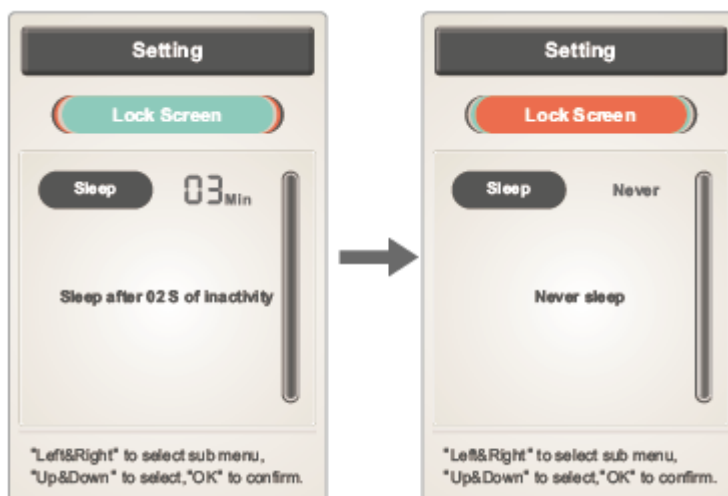 Setting
Lock Screen
Sleep 03Min
Sleep after 02 S of inactivity
"Left&Right" to select sub menu,
"Up&Down" to select,"OK" to confirm.
Setting
Lock Screen
Sleep Never
Never sleep
"Left&Right" to select sub menu,
"Up&Down" to select,"OK" to confirm.